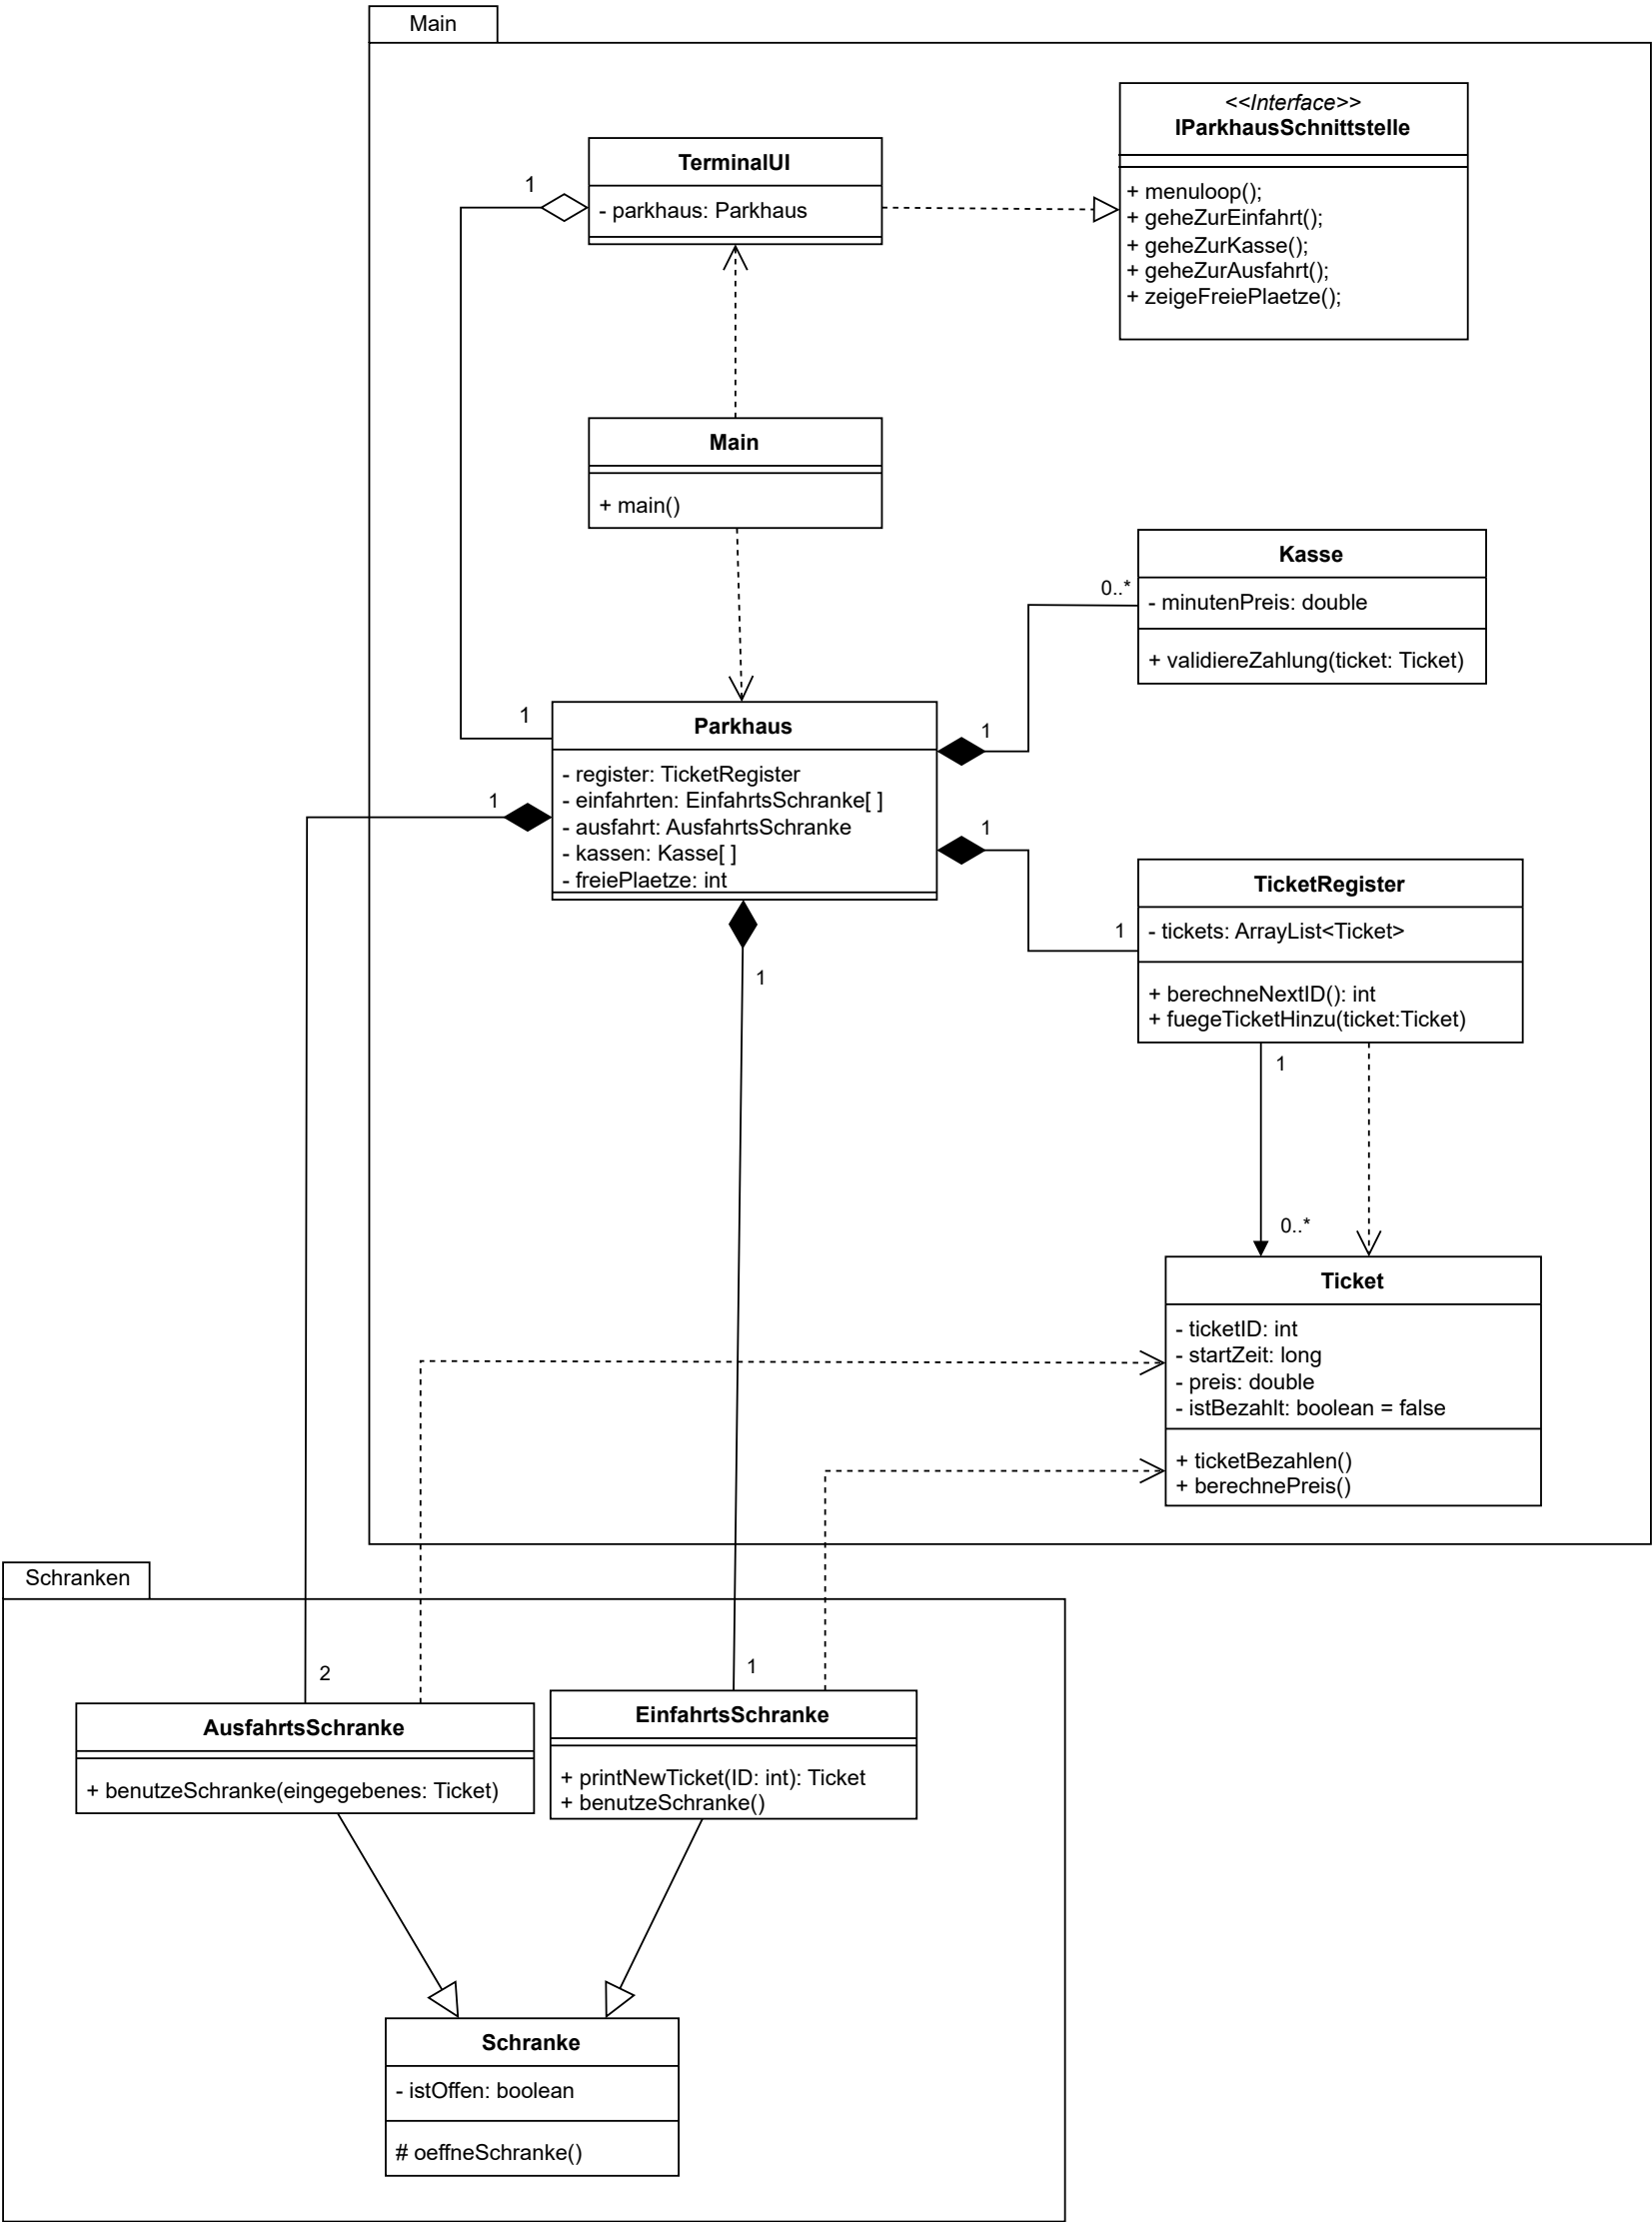 Main
<<Interface>>
IParkhausSchnittstelle
+ menuloop();
+ geheZurEinfahrt();
+ geheZurKasse();
+ geheZurAusfahrt();
+ zeigeFreiePlaetze();
TerminalUI
- parkhaus: Parkhaus
1
Main
+ main()
Kasse
- minutenPreis: double
+ validiereZahlung(ticket: Ticket)
0..*
1
1
Parkhaus
- register: TicketRegister
- einfahrten: EinfahrtsSchranke[ ]
- ausfahrt: AusfahrtsSchranke
- kassen: Kasse[ ]
- freiePlaetze: int
1
1
1
1
TicketRegister
- tickets: ArrayList<Ticket>
+ berechneNextID(): int
+ fuegeTicketHinzu(ticket:Ticket)
1
0..*
Ticket
- ticketID: int
- startZeit: long
- preis: double
- istBezahlt: boolean = false
+ ticketBezahlen()
+ berechnePreis()
Schranken
2
1
AusfahrtsSchranke
+ benutzeSchranke(eingegebenes: Ticket)
EinfahrtsSchranke
+ printNewTicket(ID: int): Ticket
+ benutzeSchranke()
Schranke
- istOffen: boolean
# oeffneSchranke()